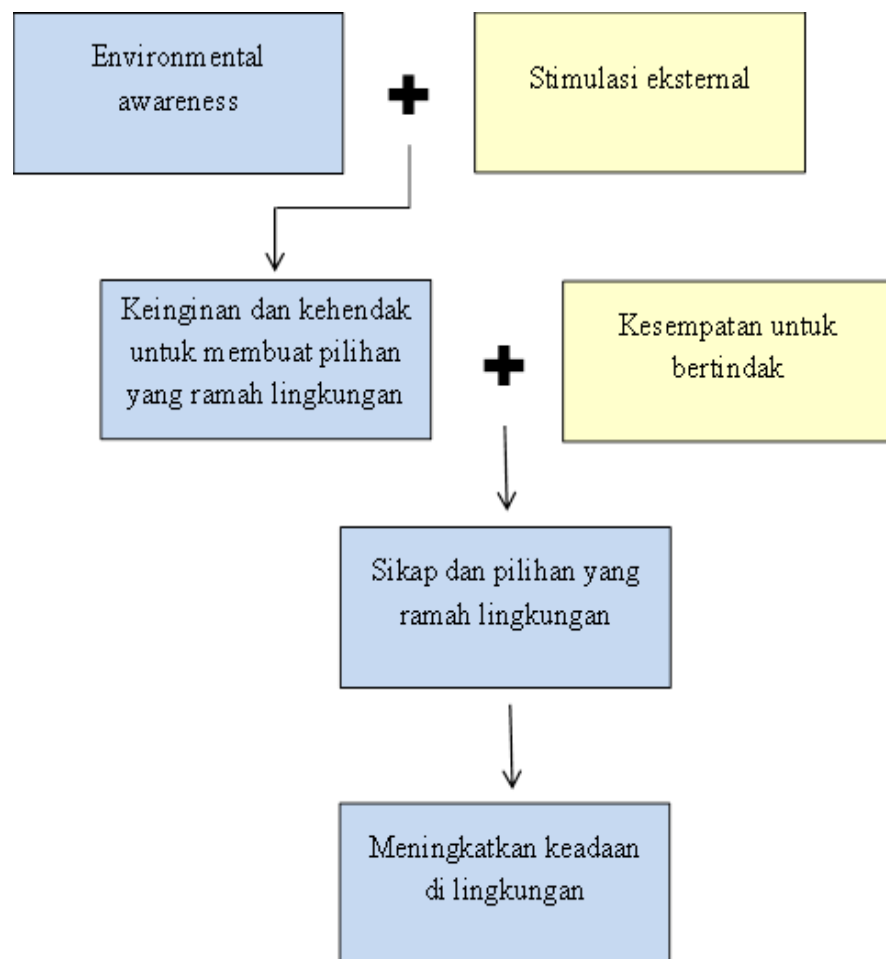 Environmental
awareness
Stimulasi eksternal
Keinginan dan kehendak
untuk membuat pilihan
yang ramah lingkungan
Kesempatan untuk
bertindak
Sikap dan pilihan yang
ramah lingkungan
Meningkatkan keadaan
di lingkungan